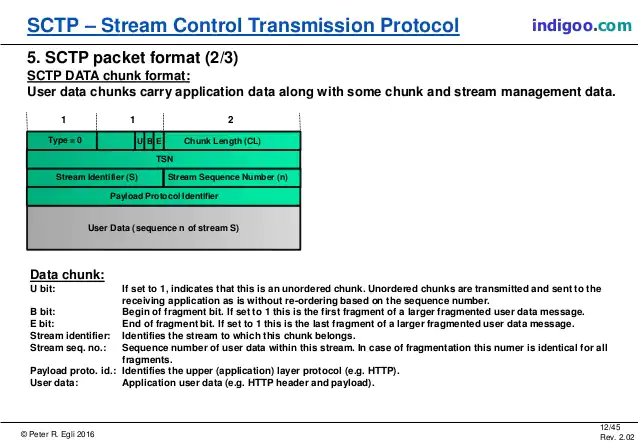 SCTP – Stream Control Transmission Protocol
indigoo.com
5. SCTP packet format (2/3)
SCTP DATA chunk format:
User data chunks carry application data along with some chunk and stream management data.
1 1 2
Type = 0 U B E Chunk Length (CL)
TSN
Stream Identifier (S) Stream Sequence Number (n)
Payload Protocol Identifier
User Data (sequence n of stream S)
Data chunk:
U bit: If set to 1, indicates that this is an unordered chunk. Unordered chunks are transmitted and sent to the
receiving application as is without re-ordering based on the sequence number.
B bit: Begin of fragment bit. If set to 1 this is the first fragment of a larger fragmented user data message.
E bit: End of fragment bit. If set to 1 this is the last fragment of a larger fragmented user data message.
Stream identifier: Identifies the stream to which this chunk belongs.
Stream seq. no.: Sequence number of user data within this stream. In case of fragmentation this numer is identical for all
fragments.
Payload proto. id.: Identifies the upper (application) layer protocol (e.g. HTTP).
User data: Application user data (e.g. HTTP header and payload).
© Peter R. Egli 2016
12/45
Rev. 2.02